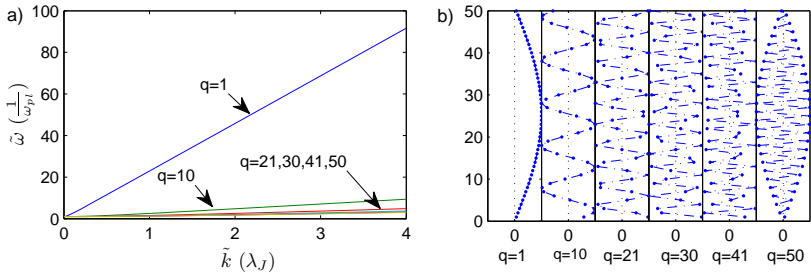 a)
100
80
60
40
20
0
ω̃ (1/ω_pl)
q=1
q=10
q=21,30,41,50
0 1 2 3 4
k̃ (λ_J)
b)
50
40
30
20
10
0
0 0 0 0 0 0
q=1 q=10 q=21 q=30 q=41 q=50